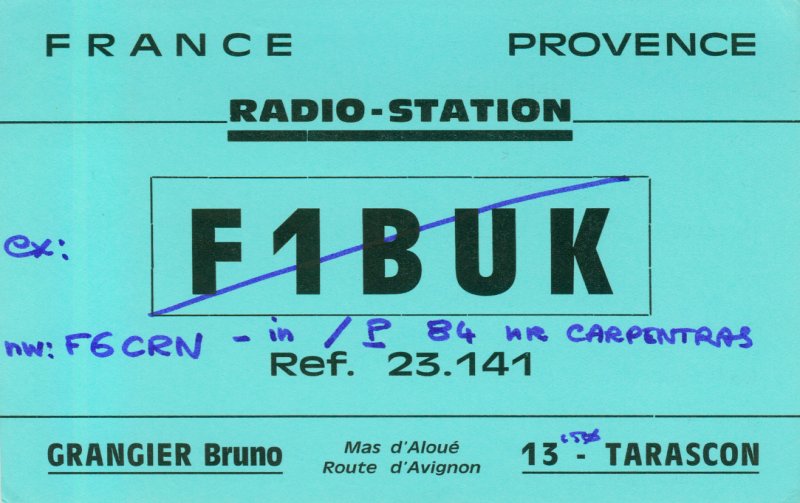 FRANCE PROVENCE
RADIO-STATION
ex: F1BUK
nw: F6CRN - in / P 84 nr CARPENTRAS
Ref. 23.141
GRANGIER Bruno Mas d'Aloué 13 - TARASCON
Route d'Avignon